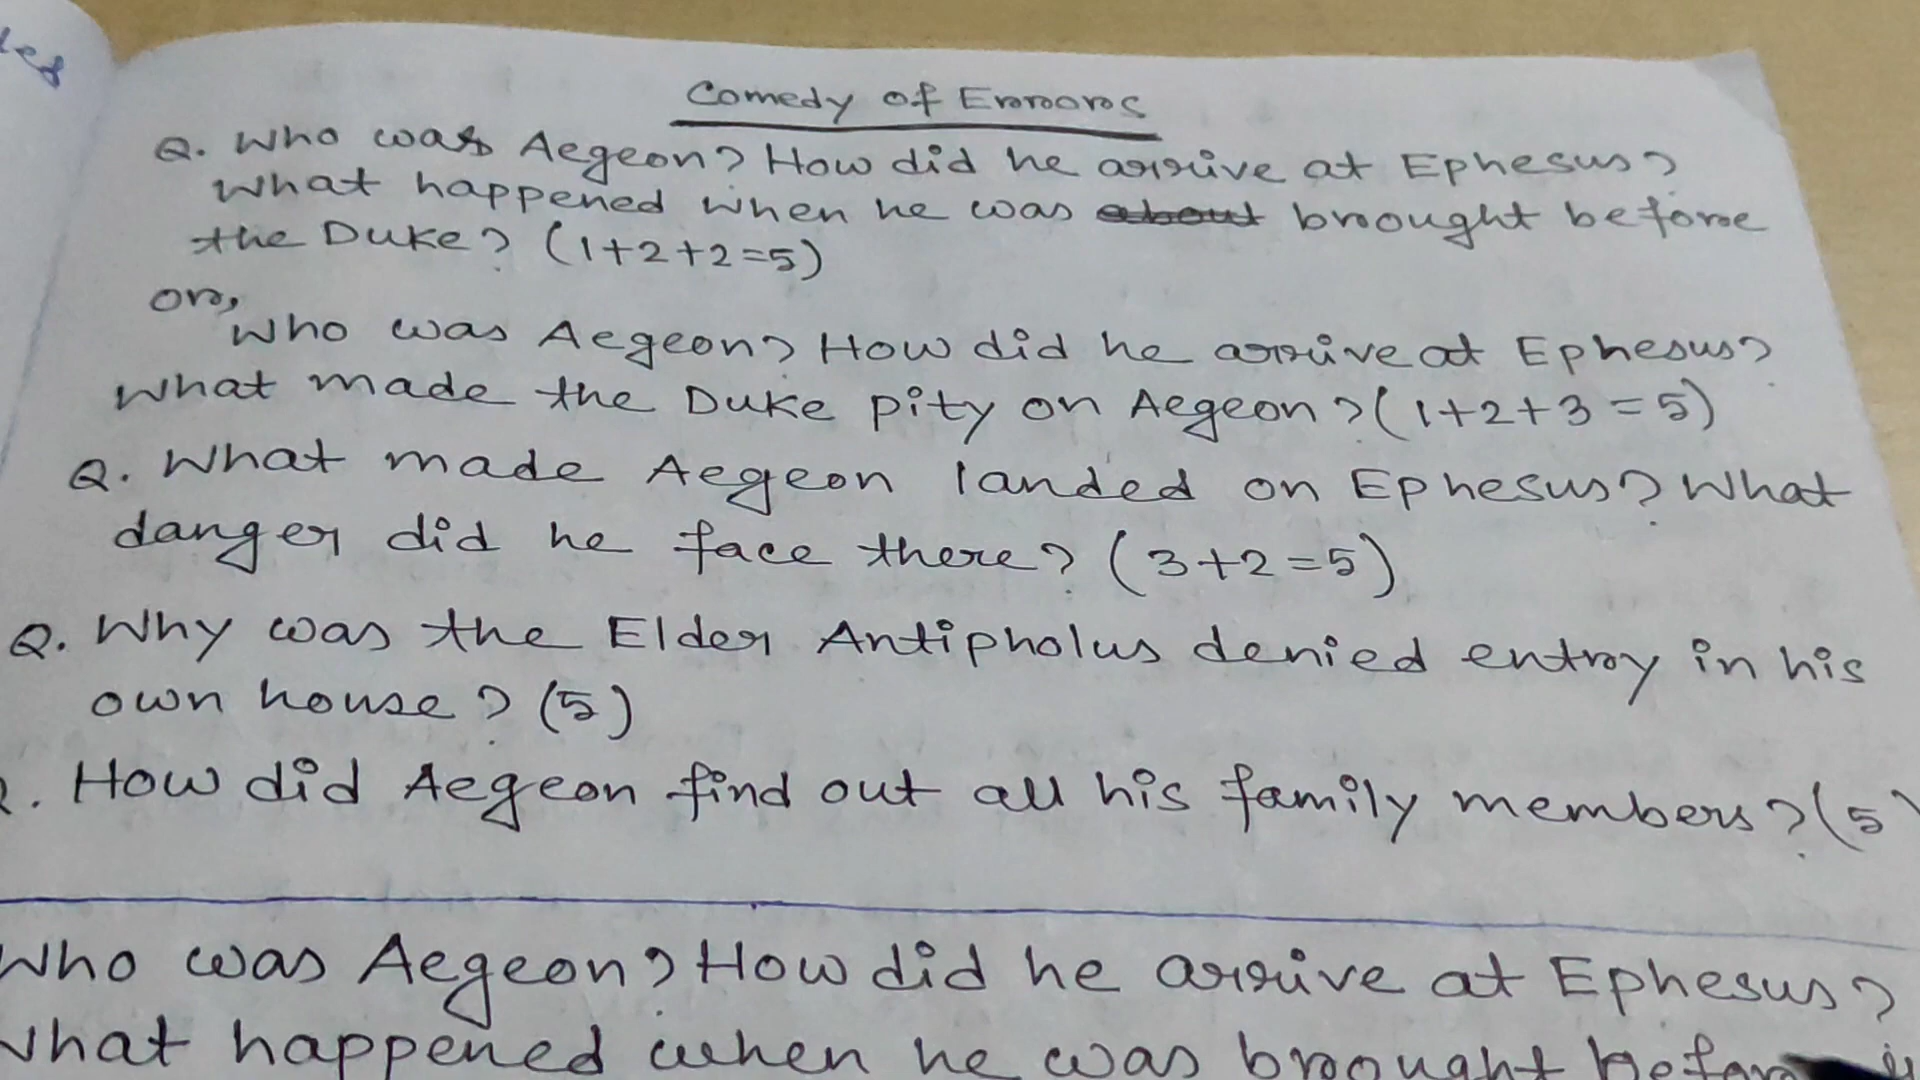 Comedy of Errors
Q. Who was Aegeon? How did he arrive at Ephesus?
What happened when he was about brought before
the Duke? (1+2+2=5)
or,
Who was Aegeon? How did he arrive at Ephesus?
What made the Duke pity on Aegeon? (1+2+3=5)
Q. What made Aegeon landed on Ephesus? What
danger did he face there? (3+2=5)
Q. Why was the Elder Antipholus denied entry in his
own house? (5)
. How did Aegeon find out all his family members? (5)
Who was Aegeon? How did he arrive at Ephesus?
What happened when he was brought